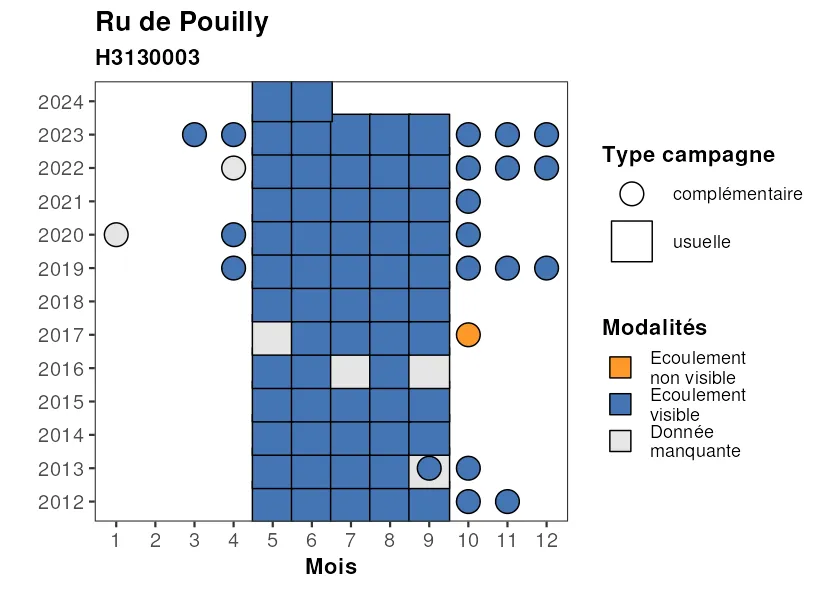 Ru de Pouilly
H3130003
2024
2023
2022
2021
2020
2019
2018
2017
2016
2015
2014
2013
2012
1 2 3 4 5 6 7 8 9 10 11 12
Mois
Type campagne
complémentaire
usuelle
Modalités
Ecoulement
non visible
Ecoulement
visible
Donnée
manquante